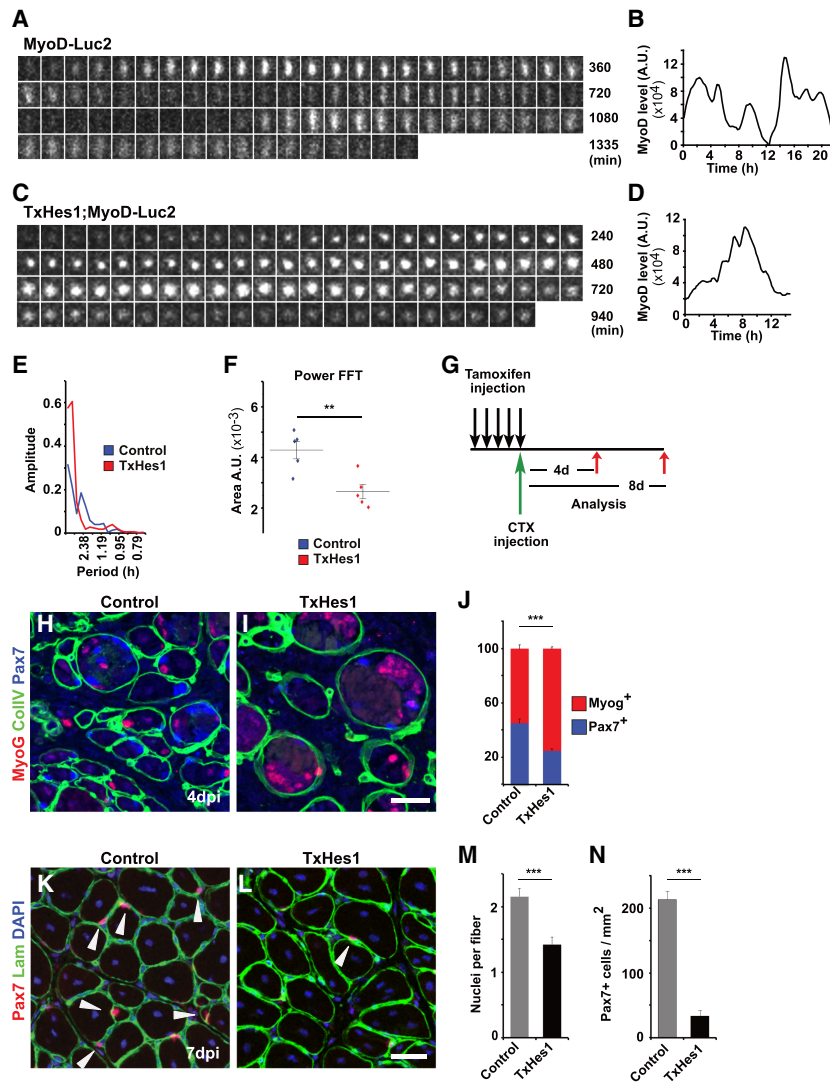 A
MyoD-Luc2
360
720
1080
1335
(min)
B
MyoD level (A.U.)
(x10⁴)
12
8
4
0
0 4 8 12 16 20
Time (h)
C
TxHes1;MyoD-Luc2
240
480
720
940
(min)
D
MyoD level (A.U.)
(x10⁴)
12
8
4
0
0 4 8 12
Time (h)
E
Amplitude
0.6
0.4
0.2
0
Control
TxHes1
2.38 1.19 0.95 0.79
Period (h)
F
Power FFT
Area A.U. (x10-3)
6
4
2
**
Control
TxHes1
G
Tamoxifen
injection
4d
8d
Analysis
CTX
injection
Control
TxHes1
MyoG ColIV Pax7
H
4dpi
I
J
***
100
60
20
Myog+
Pax7+
Control
TxHes1
Control
TxHes1
Pax7 Lam DAPI
K
7dpi
L
M
***
Nuclei per fiber
2
1
0
Control
TxHes1
N
***
Pax7+ cells / mm2
200
100
0
Control
TxHes1